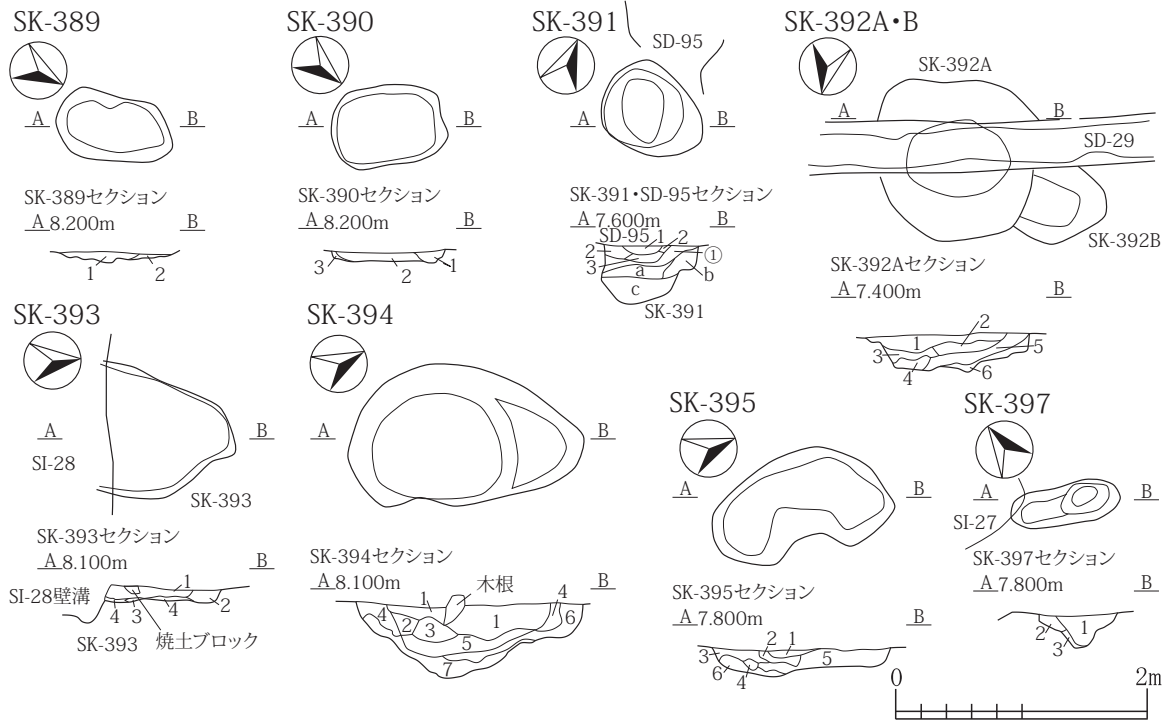 SK-389
A
B
SK-389セクション
A 8.200m
B
1
2
SK-390
A
B
SK-390セクション
A 8.200m
B
3
2
1
SK-391
SD-95
A
B
SK-391・SD-95セクション
A 7.600m
B
SD-95
1
2
2
3
①
a
b
c
SK-391
SK-392A・B
SK-392A
A
B
SD-29
SK-392B
SK-392Aセクション
A 7.400m
B
2
1
3
5
4
6
SK-393
A
B
SI-28
SK-393
SK-393セクション
A 8.100m
B
SI-28壁溝
1
4
3
4
2
SK-393
焼土ブロック
SK-394
A
B
SK-394セクション
A 8.100m
木根
B
1
4
4
2
3
1
6
5
7
SK-395
A
B
SK-395セクション
A 7.800m
B
2
1
3
5
6
4
SK-397
A
B
SI-27
SK-397セクション
A 7.800m
B
2
1
3
0
2m